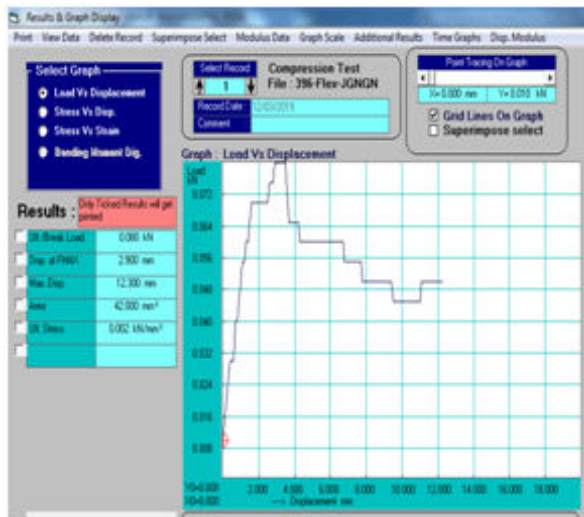 Results & Graph Display
Print View Data Delete Record Superimpose Select Modulus Data Graph Scale Additional Results Time Graphs Disp. Modulus
Select Graph
Load Vs Displacement
Stress Vs Disp.
Stress Vs Strain
Bending Moment Dig.
Select Record
1
Compression Test
File : 396-Flex-JGNGN
Record Date :
Comment
Point Tracing On Graph
X= 0.000 mm Y= 0.010 kN
Grid Lines On Graph
Superimpose select
Graph : Load Vs Displacement
Results :
Only Ticked Results will get printed
Ult/Break Load 0.080 kN
Disp. at FMAX 2.900 mm
Max. Disp 12.300 mm
Area 42.000 mm²
Ult. Stress 0.002 kN/mm²
Load
kN
0.072
0.064
0.056
0.048
0.040
0.032
0.024
0.016
0.008
Y0=0.000 2.000 4.000 6.000 8.000 10.000 12.000 14.000 16.000 18.000
X0=0.000 ---> Displacement mm